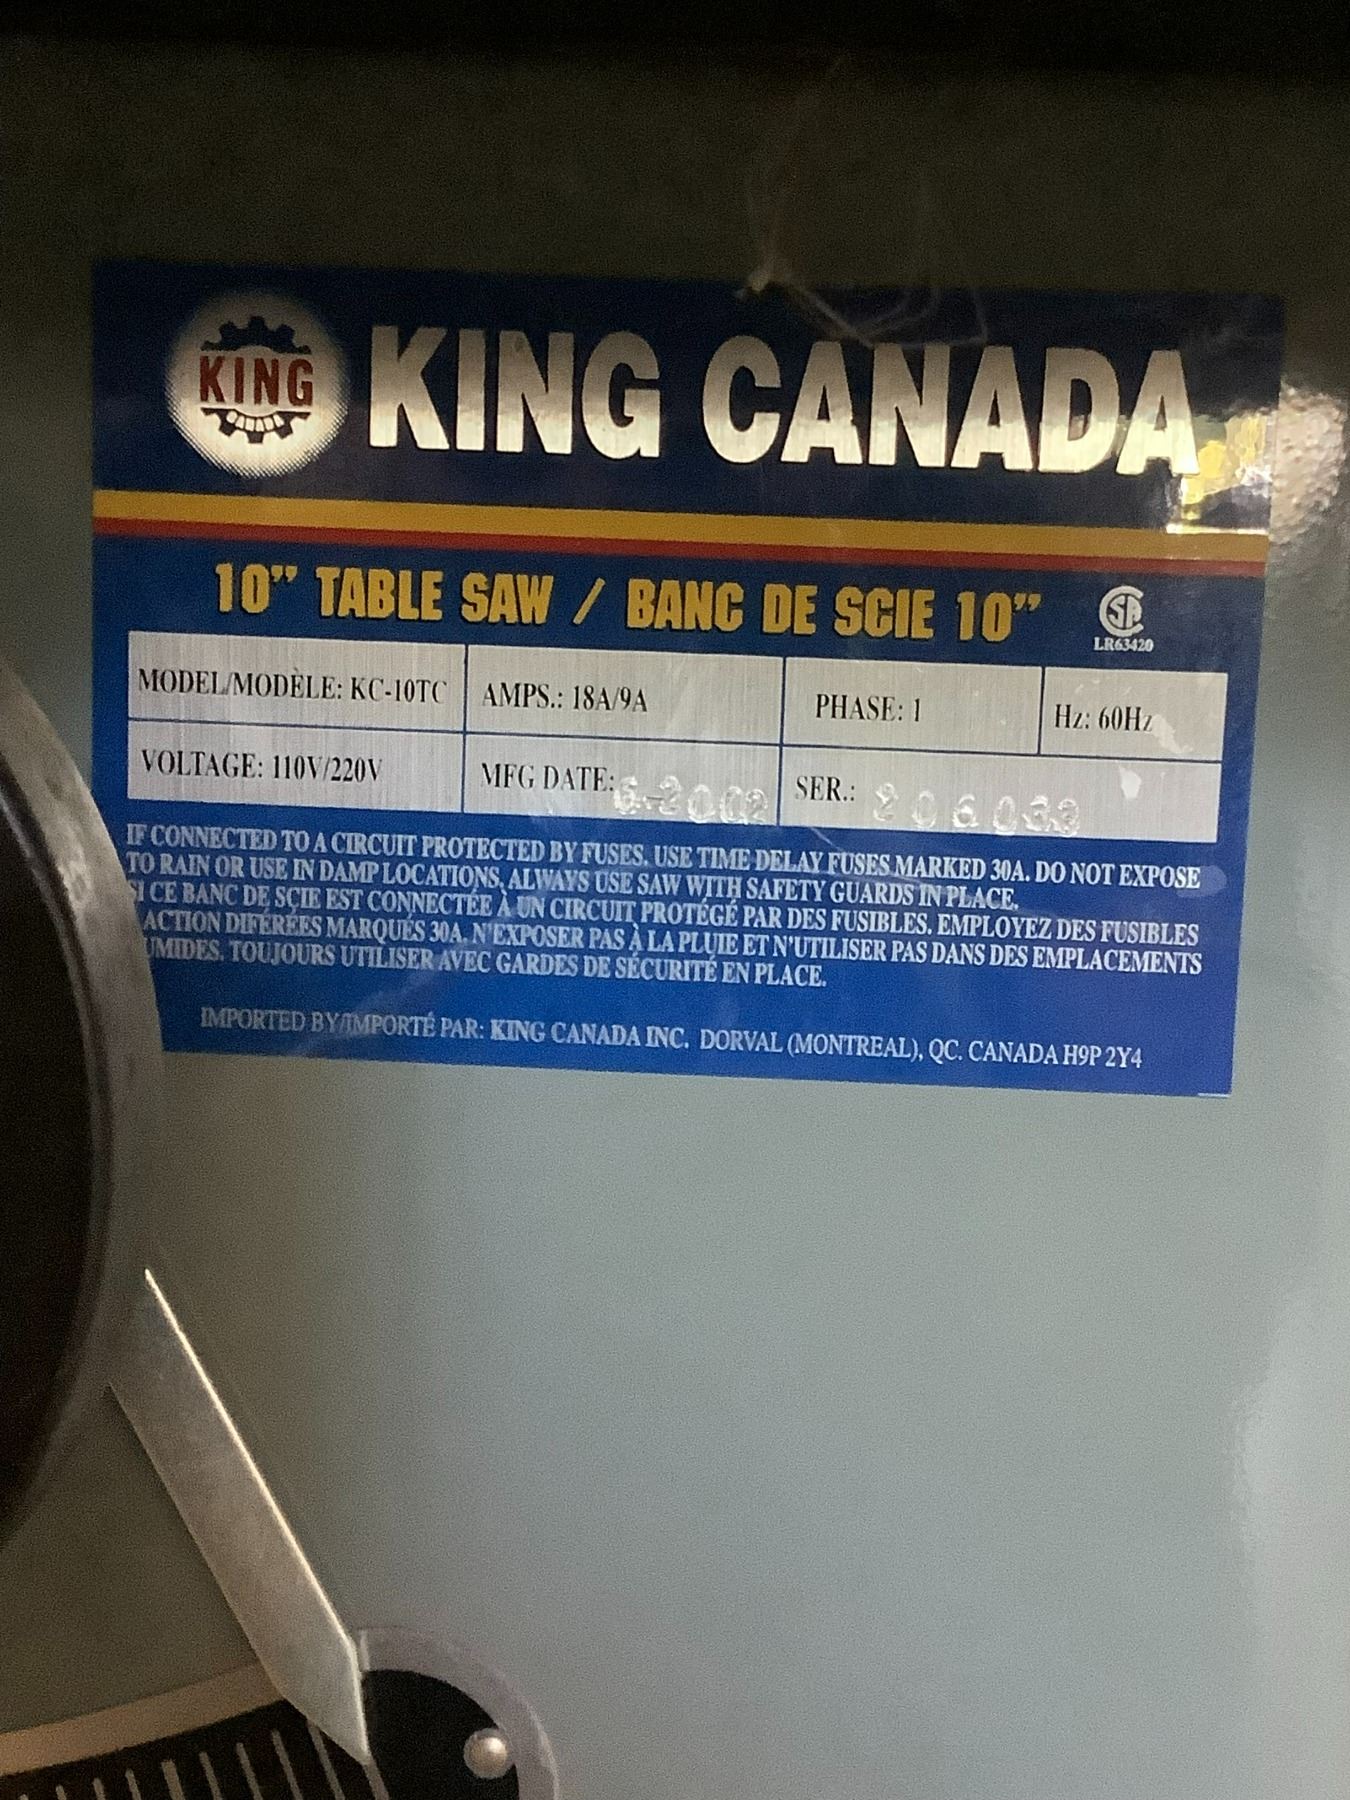 KING
CANADA
KING CANADA
10” TABLE SAW / BANC DE SCIE 10”
LR63420
MODEL/MODÈLE: KC-10TC
AMPS.: 18A/9A
PHASE: 1
Hz: 60Hz
VOLTAGE: 110V/220V
MFG DATE: 6-2002
SER.: 206033
IF CONNECTED TO A CIRCUIT PROTECTED BY FUSES. USE TIME DELAY FUSES MARKED 30A. DO NOT EXPOSE
TO RAIN OR USE IN DAMP LOCATIONS, ALWAYS USE SAW WITH SAFETY GUARDS IN PLACE.
SI CE BANC DE SCIE EST CONNECTÉE À UN CIRCUIT PROTÉGÉ PAR DES FUSIBLES. EMPLOYEZ DES FUSIBLES
ACTION DIFÉRÉES MARQUÉS 30A. N'EXPOSER PAS À LA PLUIE ET N'UTILISER PAS DANS DES EMPLACEMENTS
UMIDES. TOUJOURS UTILISER AVEC GARDES DE SÉCURITÉ EN PLACE.
IMPORTED BY/IMPORTÉ PAR: KING CANADA INC. DORVAL (MONTREAL), QC. CANADA H9P 2Y4